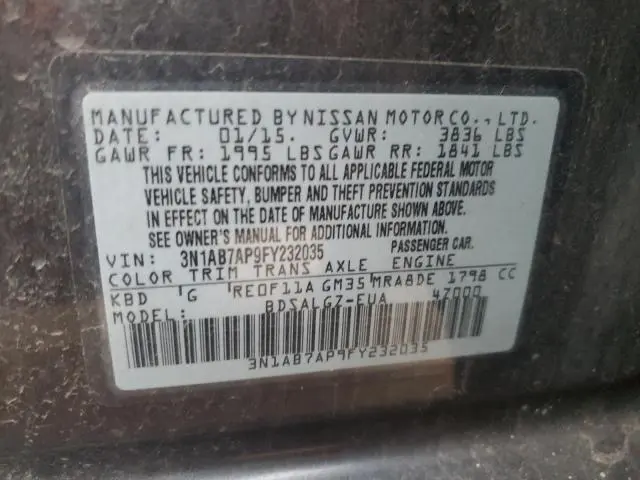 MANUFACTURED BY NISSAN MOTOR CO., LTD.
DATE: 01/15. GVWR: 3836 LBS
GAWR FR: 1995 LBS GAWR RR: 1841 LBS
THIS VEHICLE CONFORMS TO ALL APPLICABLE FEDERAL MOTOR
VEHICLE SAFETY, BUMPER AND THEFT PREVENTION STANDARDS
IN EFFECT ON THE DATE OF MANUFACTURE SHOWN ABOVE.
SEE OWNER'S MANUAL FOR ADDITIONAL INFORMATION.
VIN: 3N1AB7AP9FY232035 PASSENGER CAR.
COLOR TRIM TRANS AXLE ENGINE
KBD G RE0F11A GM35 MRA8DE 1798 CC
MODEL: BDSALGZ-EUA 4Z000
3N1AB7AP9FY232035